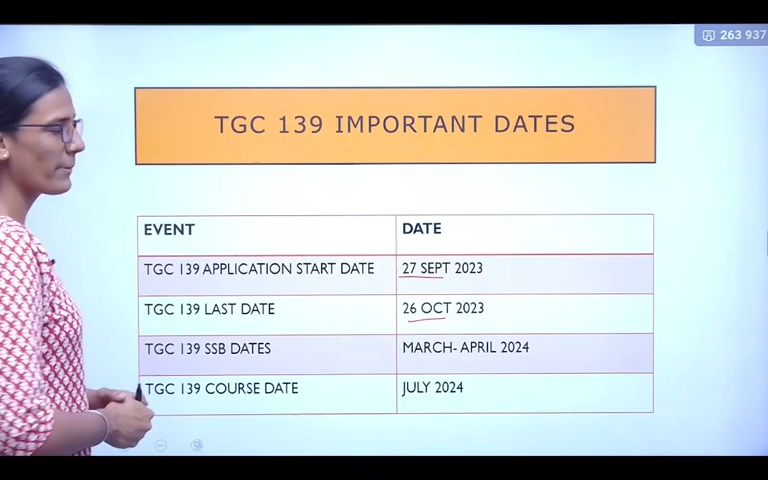 263 937
TGC 139 IMPORTANT DATES
EVENT DATE
TGC 139 APPLICATION START DATE 27 SEPT 2023
TGC 139 LAST DATE 26 OCT 2023
TGC 139 SSB DATES MARCH- APRIL 2024
TGC 139 COURSE DATE JULY 2024